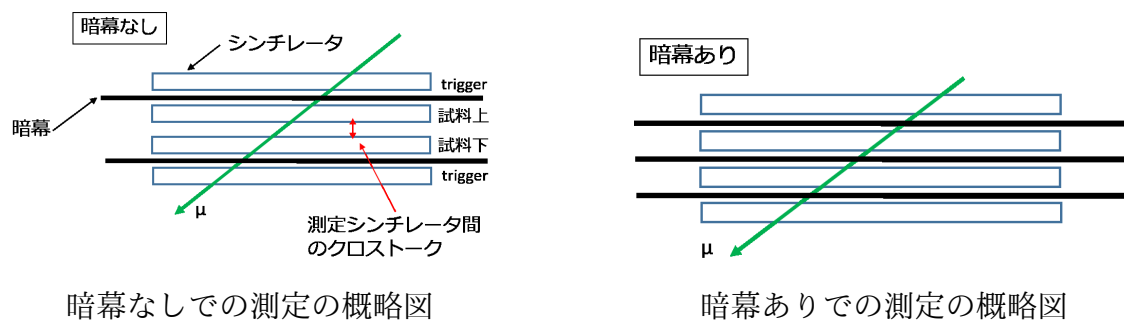 暗幕なし
シンチレータ
trigger
試料上
暗幕
試料下
trigger
μ
測定シンチレータ間
のクロストーク
暗幕なしでの測定の概略図
暗幕あり
μ
暗幕ありでの測定の概略図